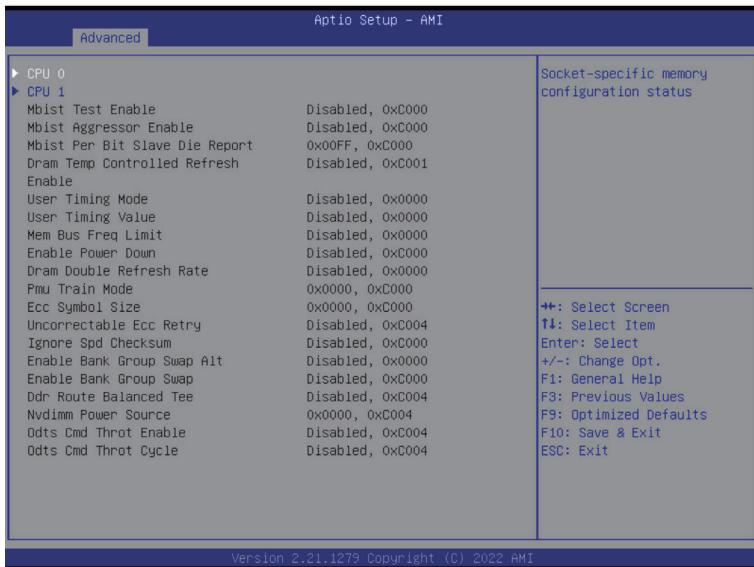 Aptio Setup – AMI
Advanced
CPU 0
CPU 1
Mbist Test Enable Disabled, 0xC000
Mbist Aggressor Enable Disabled, 0xC000
Mbist Per Bit Slave Die Report 0x00FF, 0xC000
Dram Temp Controlled Refresh Disabled, 0xC001
Enable
User Timing Mode Disabled, 0x0000
User Timing Value Disabled, 0x0000
Mem Bus Freq Limit Disabled, 0x0000
Enable Power Down Disabled, 0xC000
Dram Double Refresh Rate Disabled, 0x0000
Pmu Train Mode 0x0000, 0xC000
Ecc Symbol Size 0x0000, 0xC000
Uncorrectable Ecc Retry Disabled, 0xC004
Ignore Spd Checksum Disabled, 0xC000
Enable Bank Group Swap Alt Disabled, 0x0000
Enable Bank Group Swap Disabled, 0xC000
Ddr Route Balanced Tee Disabled, 0xC004
Nvdimm Power Source 0x0000, 0xC004
Odts Cmd Throt Enable Disabled, 0xC004
Odts Cmd Throt Cycle Disabled, 0xC004
Socket-specific memory
configuration status
→←: Select Screen
↑↓: Select Item
Enter: Select
+/-: Change Opt.
F1: General Help
F3: Previous Values
F9: Optimized Defaults
F10: Save & Exit
ESC: Exit
Version 2.21.1279 Copyright (C) 2022 AMI